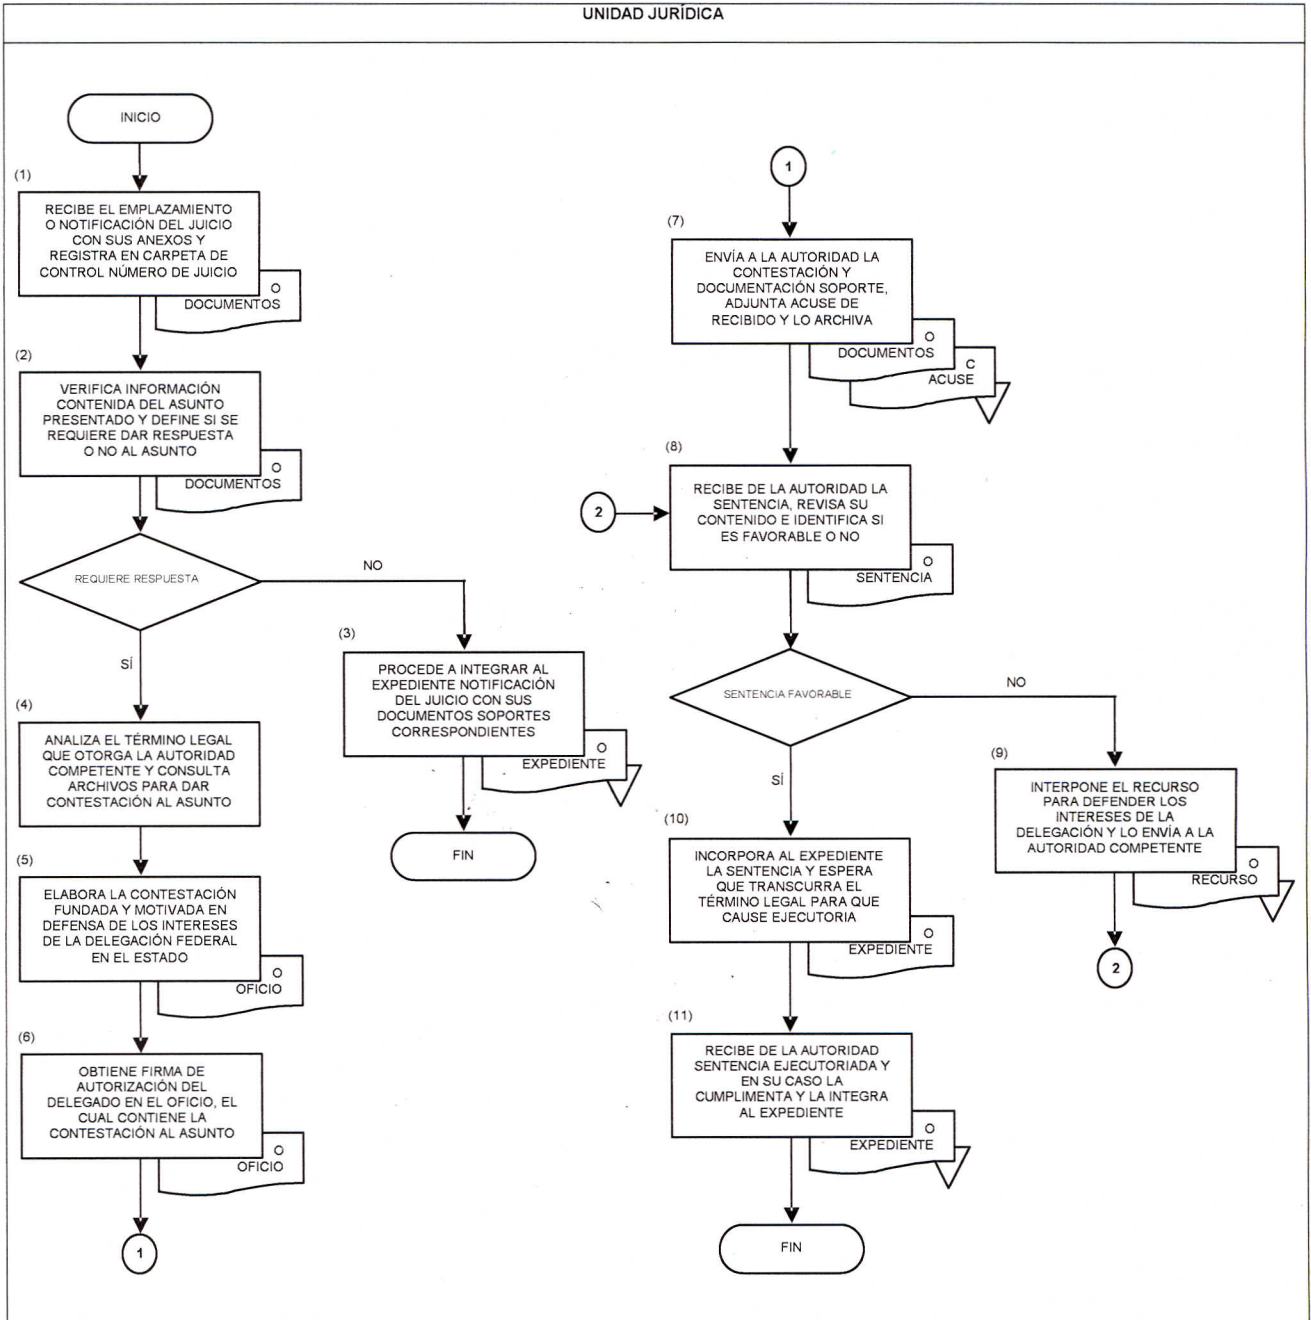 UNIDAD JURÍDICA
INICIO
(1)
RECIBE EL EMPLAZAMIENTO
O NOTIFICACIÓN DEL JUICIO
CON SUS ANEXOS Y
REGISTRA EN CARPETA DE
CONTROL NÚMERO DE JUICIO
O
DOCUMENTOS
(2)
VERIFICA INFORMACIÓN
CONTENIDA DEL ASUNTO
PRESENTADO Y DEFINE SI SE
REQUIERE DAR RESPUESTA
O NO AL ASUNTO
O
DOCUMENTOS
REQUIERE RESPUESTA
NO
SÍ
(3)
PROCEDE A INTEGRAR AL
EXPEDIENTE NOTIFICACIÓN
DEL JUICIO CON SUS
DOCUMENTOS SOPORTES
CORRESPONDIENTES
O
EXPEDIENTE
FIN
(4)
ANALIZA EL TÉRMINO LEGAL
QUE OTORGA LA AUTORIDAD
COMPETENTE Y CONSULTA
ARCHIVOS PARA DAR
CONTESTACIÓN AL ASUNTO
(5)
ELABORA LA CONTESTACIÓN
FUNDADA Y MOTIVADA EN
DEFENSA DE LOS INTERESES
DE LA DELEGACIÓN FEDERAL
EN EL ESTADO
O
OFICIO
(6)
OBTIENE FIRMA DE
AUTORIZACIÓN DEL
DELEGADO EN EL OFICIO, EL
CUAL CONTIENE LA
CONTESTACIÓN AL ASUNTO
O
OFICIO
1
1
(7)
ENVÍA A LA AUTORIDAD LA
CONTESTACIÓN Y
DOCUMENTACIÓN SOPORTE,
ADJUNTA ACUSE DE
RECIBIDO Y LO ARCHIVA
O
DOCUMENTOS
C
ACUSE
(8)
2
RECIBE DE LA AUTORIDAD LA
SENTENCIA, REVISA SU
CONTENIDO E IDENTIFICA SI
ES FAVORABLE O NO
O
SENTENCIA
SENTENCIA FAVORABLE
NO
SÍ
(9)
INTERPONE EL RECURSO
PARA DEFENDER LOS
INTERESES DE LA
DELEGACIÓN Y LO ENVÍA A LA
AUTORIDAD COMPETENTE
O
RECURSO
2
(10)
INCORPORA AL EXPEDIENTE
LA SENTENCIA Y ESPERA
QUE TRANSCURRA EL
TÉRMINO LEGAL PARA QUE
CAUSE EJECUTORIA
O
EXPEDIENTE
(11)
RECIBE DE LA AUTORIDAD
SENTENCIA EJECUTORIADA Y
EN SU CASO LA
CUMPLIMENTA Y LA INTEGRA
AL EXPEDIENTE
O
EXPEDIENTE
FIN